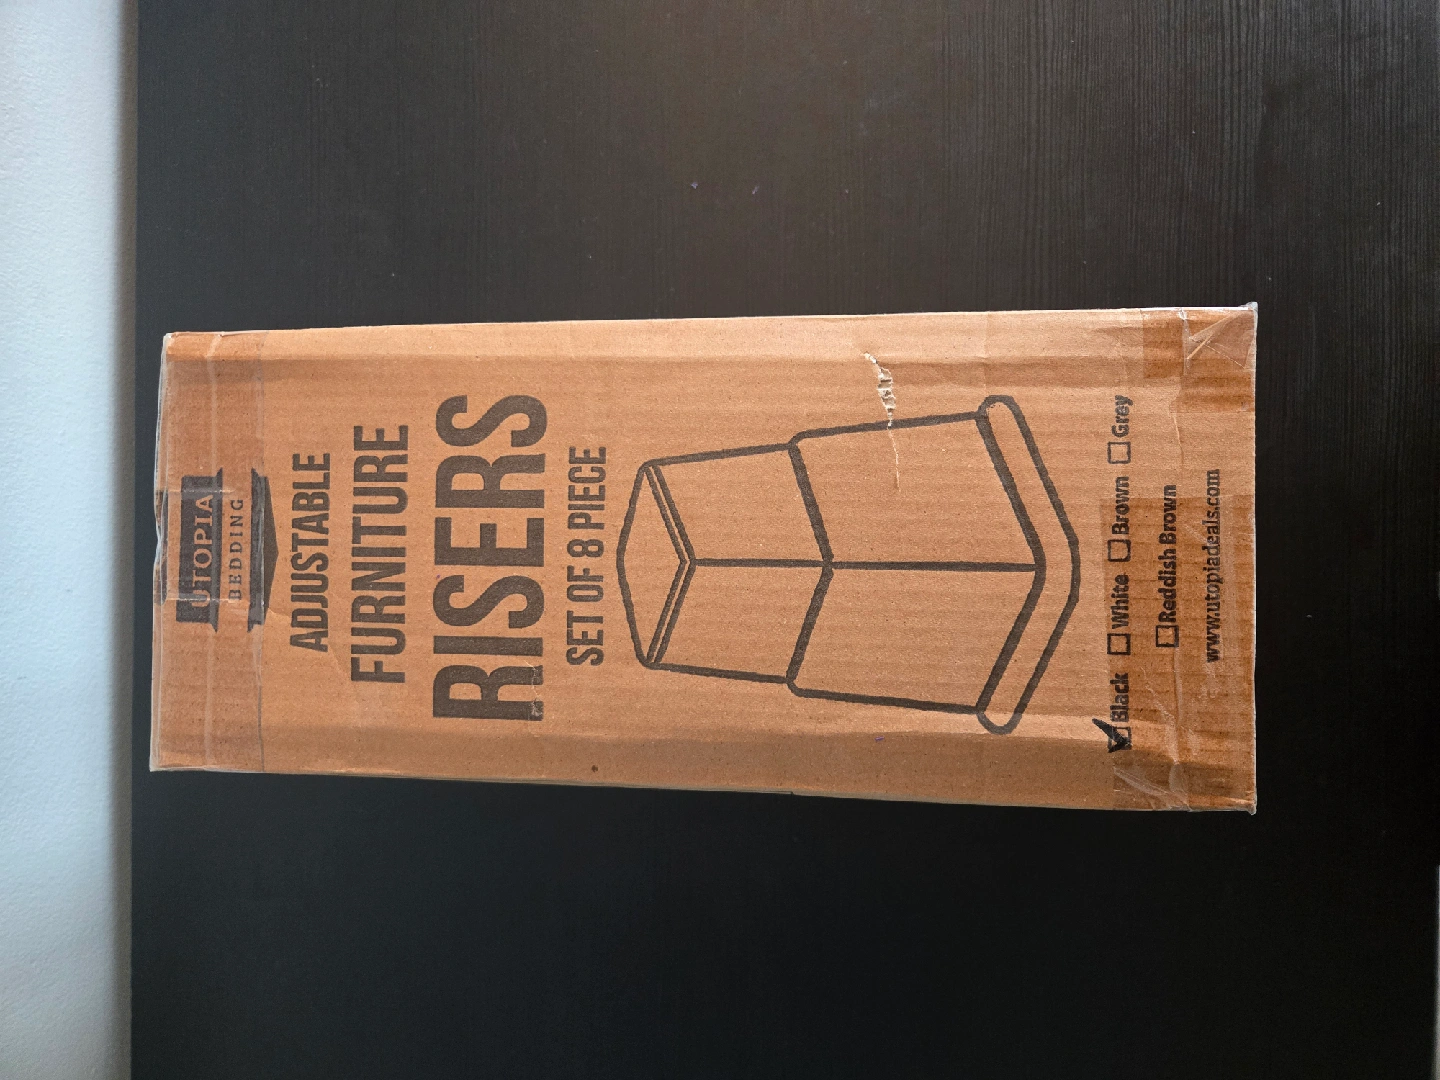 UTOPIA
BEDDING
ADJUSTABLE
FURNITURE
RISERS
SET OF 8 PIECE
Black White Brown Grey
Reddish Brown
www.utopiadeals.com